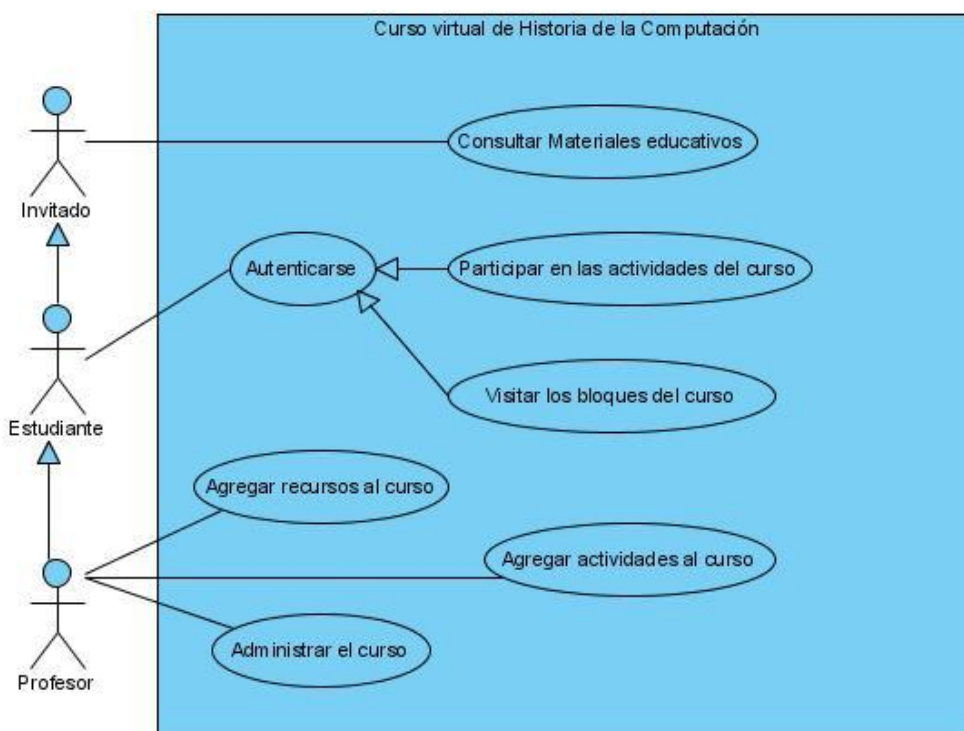 Curso virtual de Historia de la Computación
Consultar Materiales educativos
Invitado
Autenticarse
Participar en las actividades del curso
Visitar los bloques del curso
Estudiante
Agregar recursos al curso
Agregar actividades al curso
Administrar el curso
Profesor